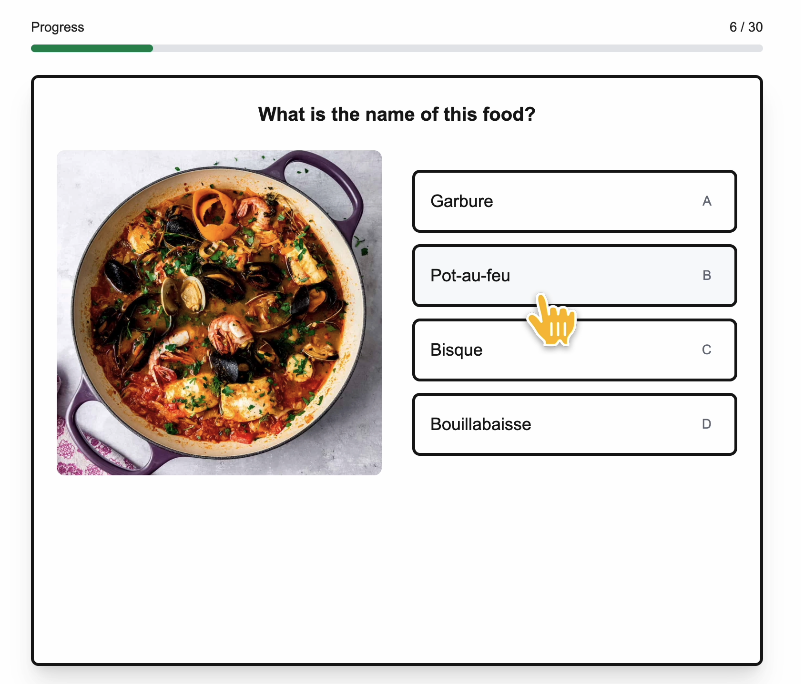 Progress
6 / 30
What is the name of this food?
Garbure A
Pot-au-feu B
Bisque C
Bouillabaisse D